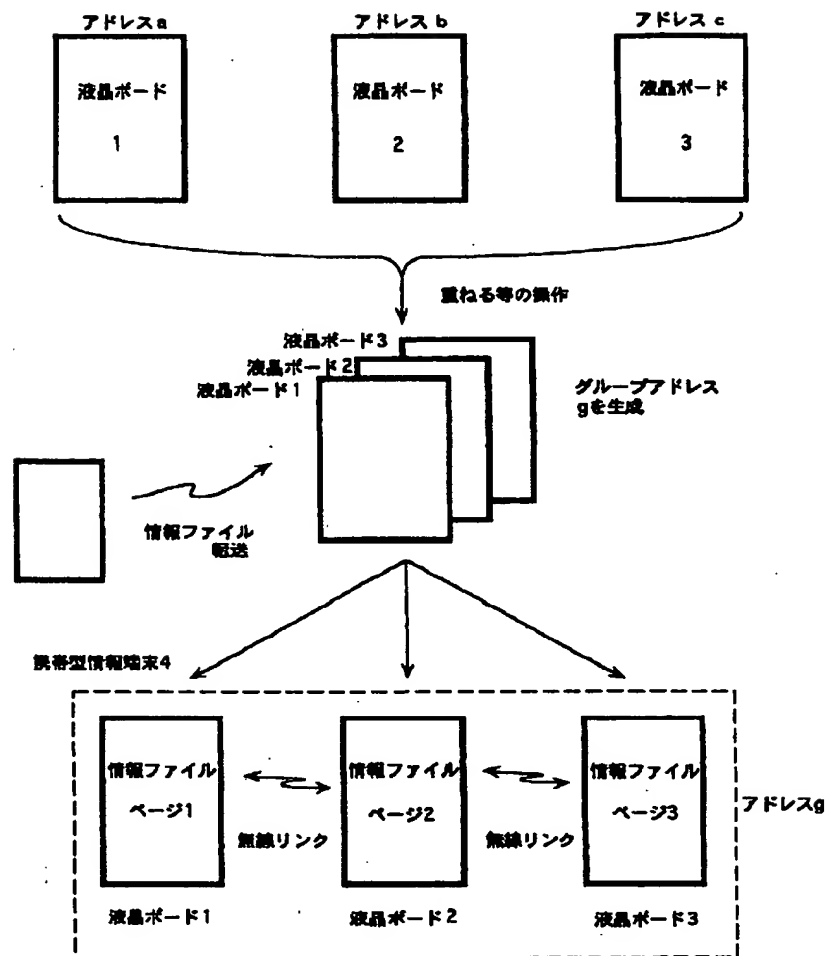 アドレスa
アドレス b
アドレス c
液晶ボード
1
液晶ボード
2
液晶ボード
3
重ねる等の操作
液晶ボード3
液晶ボード2
液晶ボード1
グループアドレス
gを生成
情報ファイル
転送
携帯型情報端末4
情報ファイル
ページ1
情報ファイル
ページ2
情報ファイル
ページ3
アドレスg
無線リンク
無線リンク
液晶ボード1
液晶ボード2
液晶ボード3